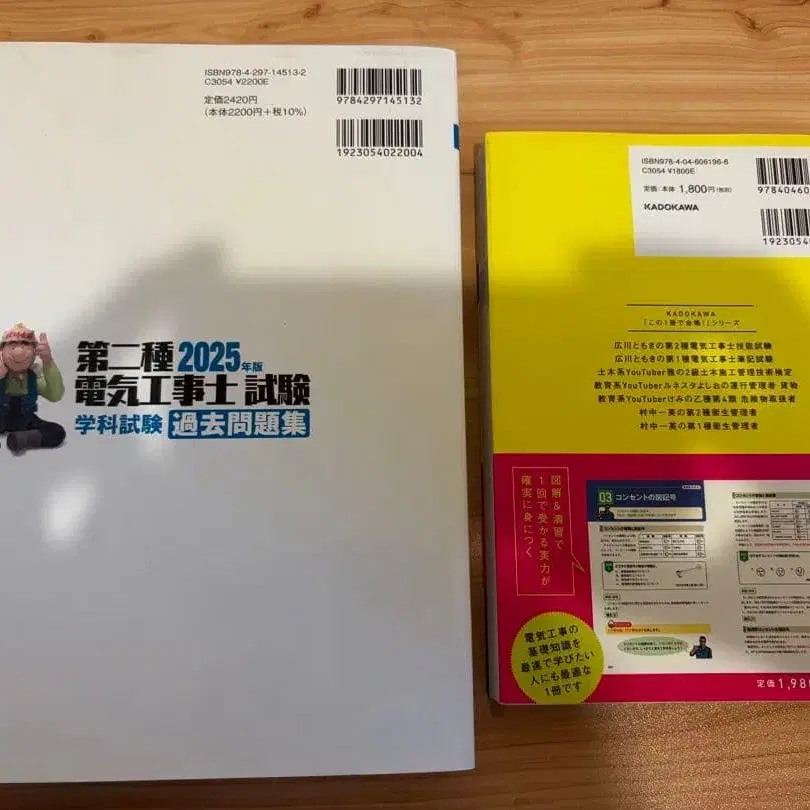 ISBN978-4-297-14513-2
C3054 ¥2200E
定価2420円
(本体2200円+税10%)
9784297145132
1923054022004
第二種 2025年版
電気工事士 試験
学科試験 過去問題集
ISBN978-4-04-606196-6
C3054 ¥1800E
定価:本体 1,800円(税別)
KADOKAWA
97840460
1923054
KADOKAWA
「この1冊で合格!」シリーズ
広川ともきの第2種電気工事士技能試験
広川ともきの第1種電気工事士筆記試験
土木系YouTuber雅の2級土木施工管理技術検定
教育系YouTuberルネスタよしおの運行管理者 貨物
教育系YouTuberけみの乙種第4類 危険物取扱者
村中一英の第2種衛生管理者
村中一英の第1種衛生管理者
図解&演習で
1回で受かる実力が
確実に身につく
03 コンセントの図記号
電気工事の
基礎知識を
最速で学びたい
人にも最適な
1冊です
定価1,98